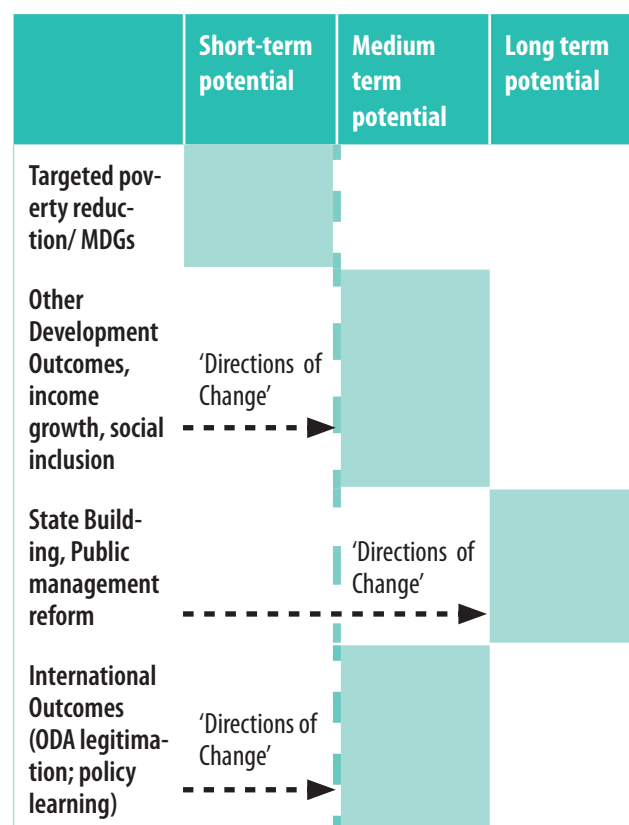 Short-term
potential
Medium
term
potential
Long term
potential
Targeted pov-
erty reduc-
tion/ MDGs
Other
Development
Outcomes,
income
growth, social
inclusion
‘Directions of
Change’
State Build-
ing, Public
management
reform
‘Directions of
Change’
International
Outcomes
(ODA legitima-
tion; policy
learning)
‘Directions of
Change’